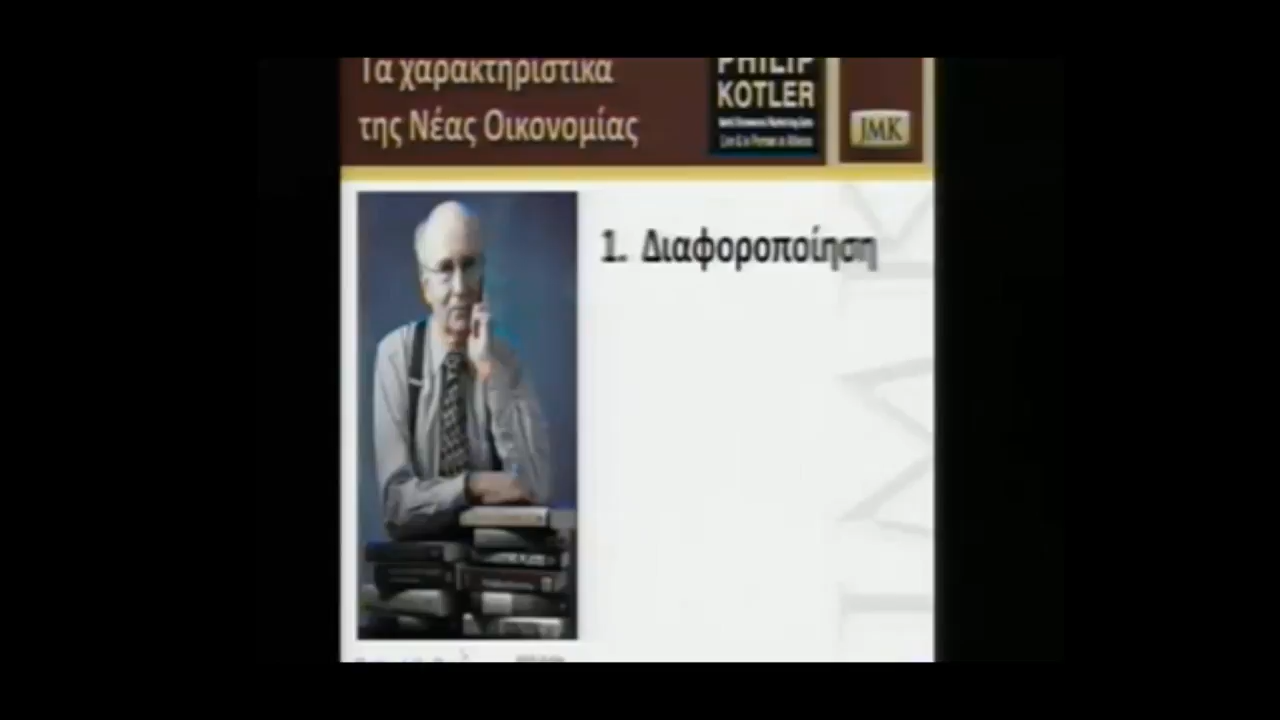 Τα χαρακτηριστικά
της Νέας Οικονομίας
PHILIP
KOTLER
JMK
1. Διαφοροποίηση